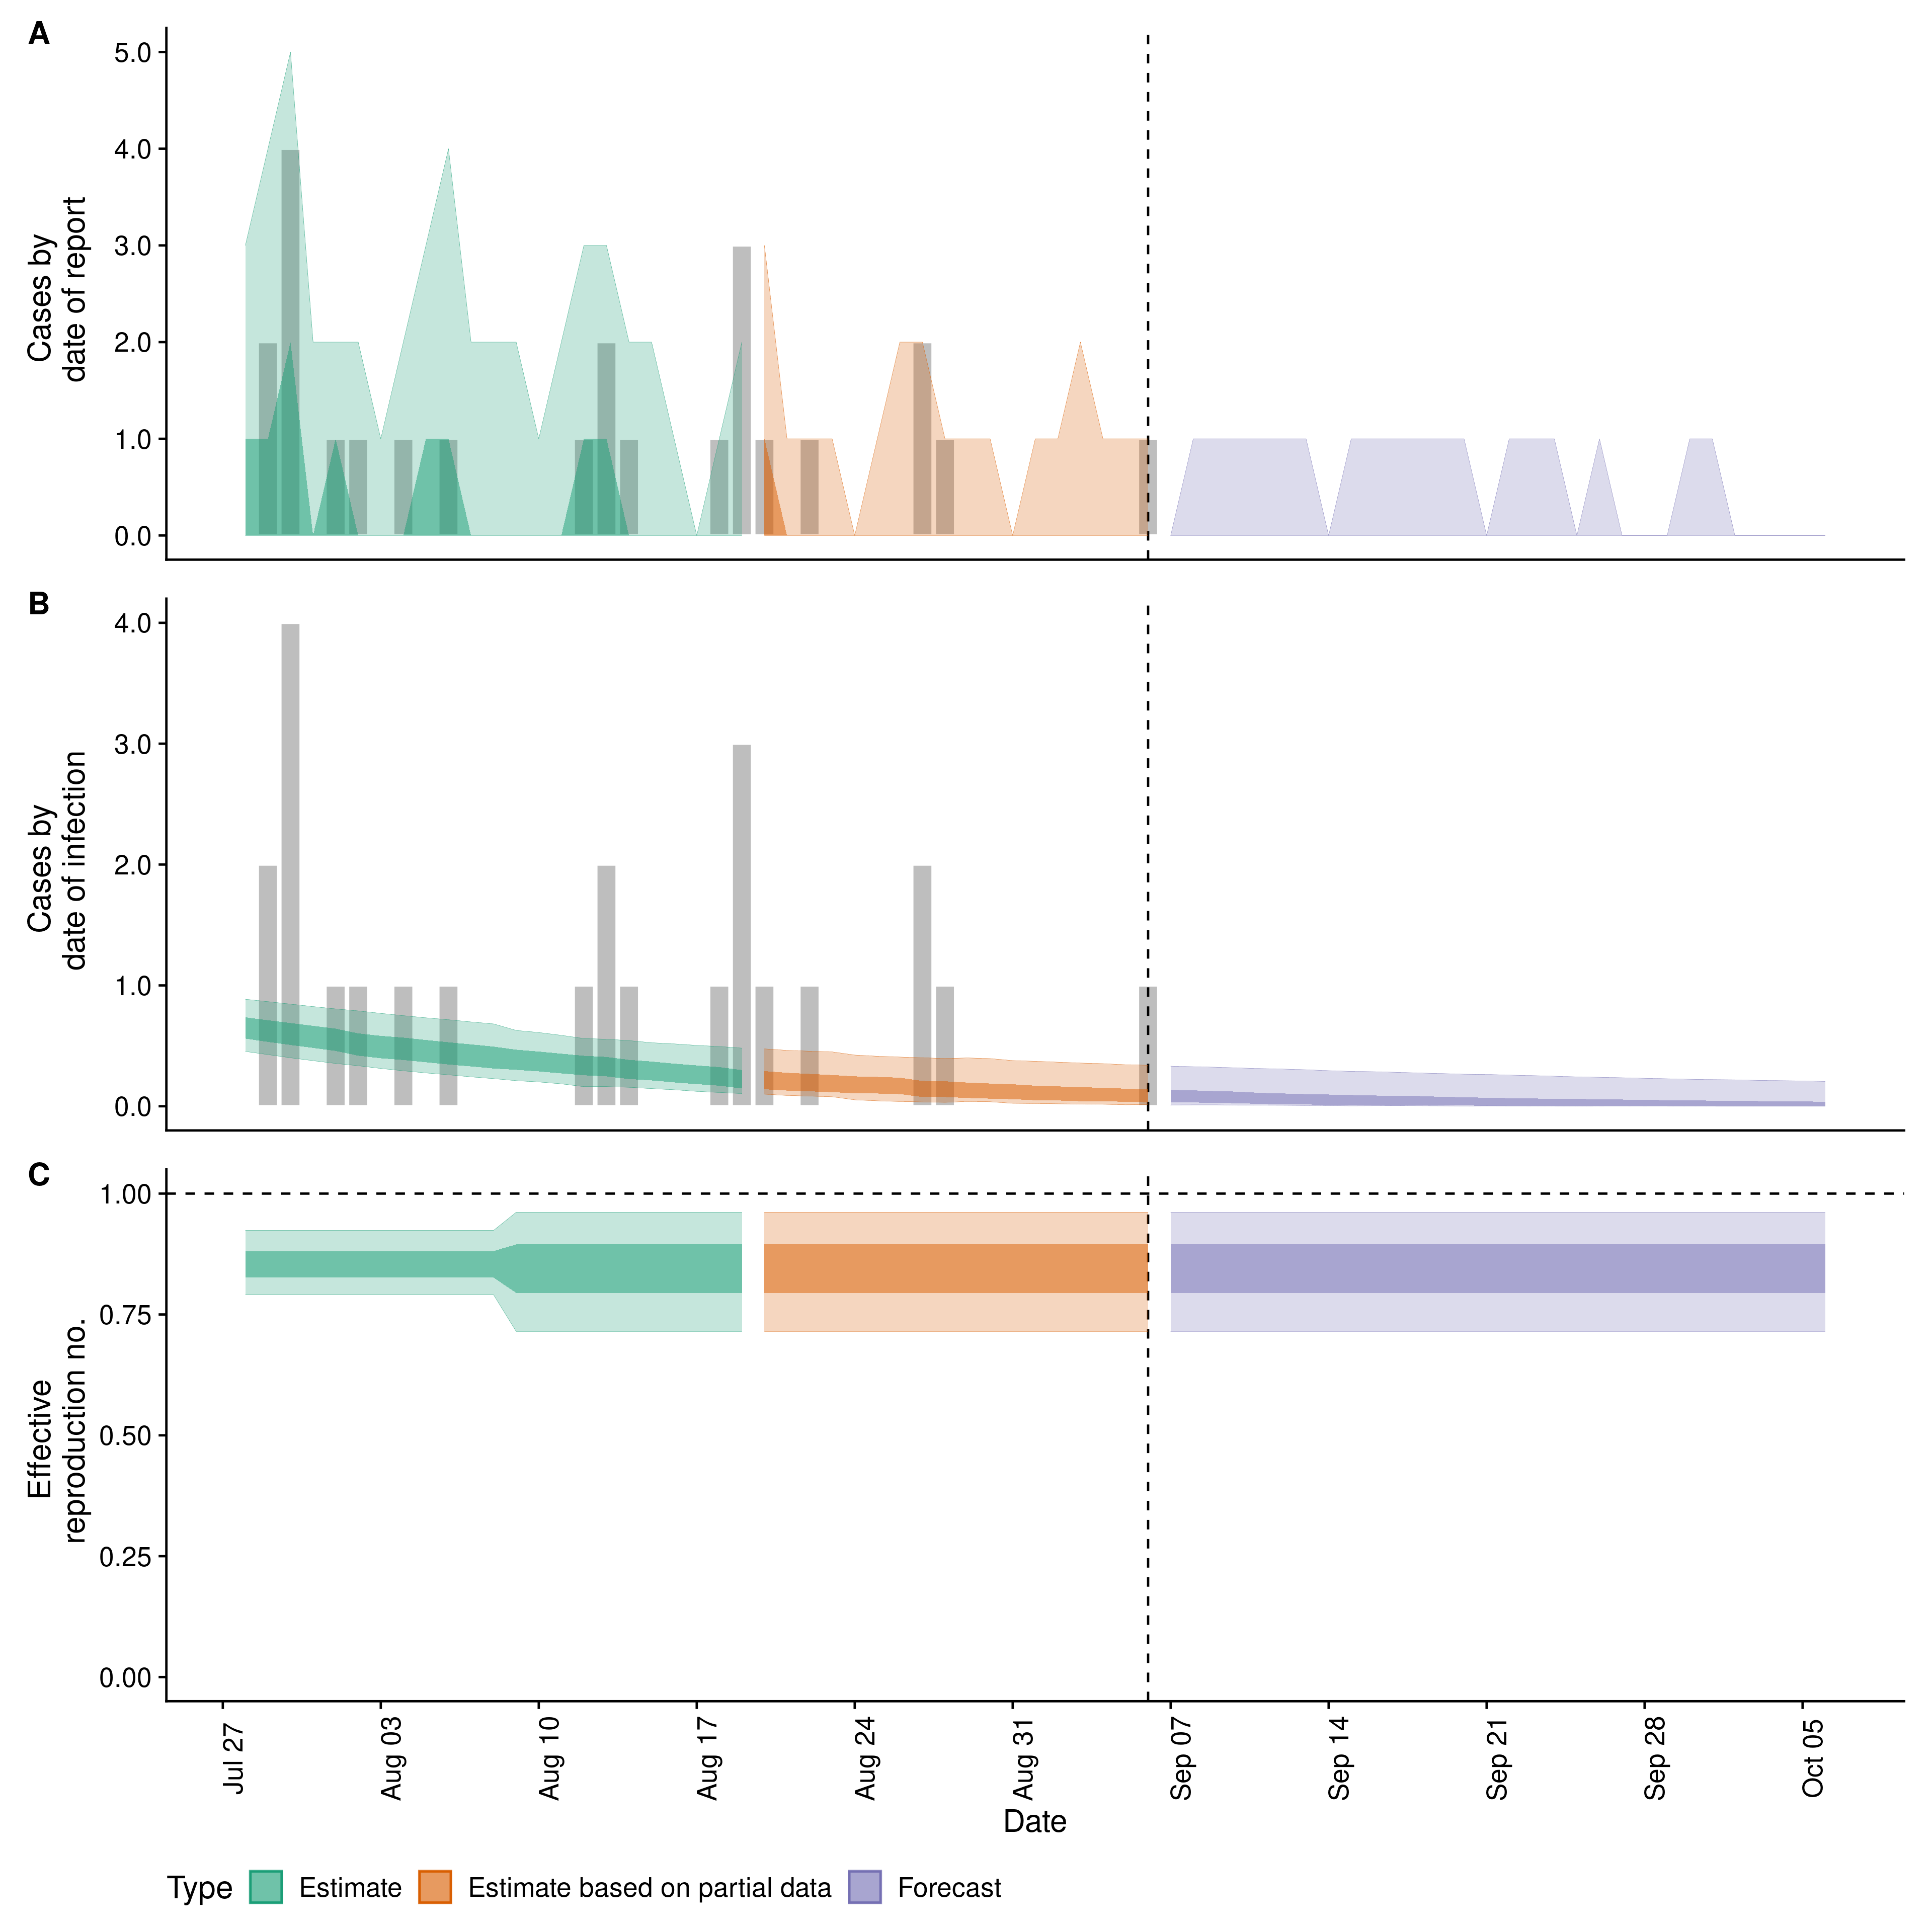 A
Cases by
date of report
5.0
4.0
3.0
2.0
1.0
0.0
B
Cases by
date of infection
4.0
3.0
2.0
1.0
0.0
C
Effective
reproduction no.
1.00
0.75
0.50
0.25
0.00
Jul 27
Aug 03
Aug 10
Aug 17
Aug 24
Aug 31
Sep 07
Sep 14
Sep 21
Sep 28
Oct 05
Date
Type Estimate Estimate based on partial data Forecast